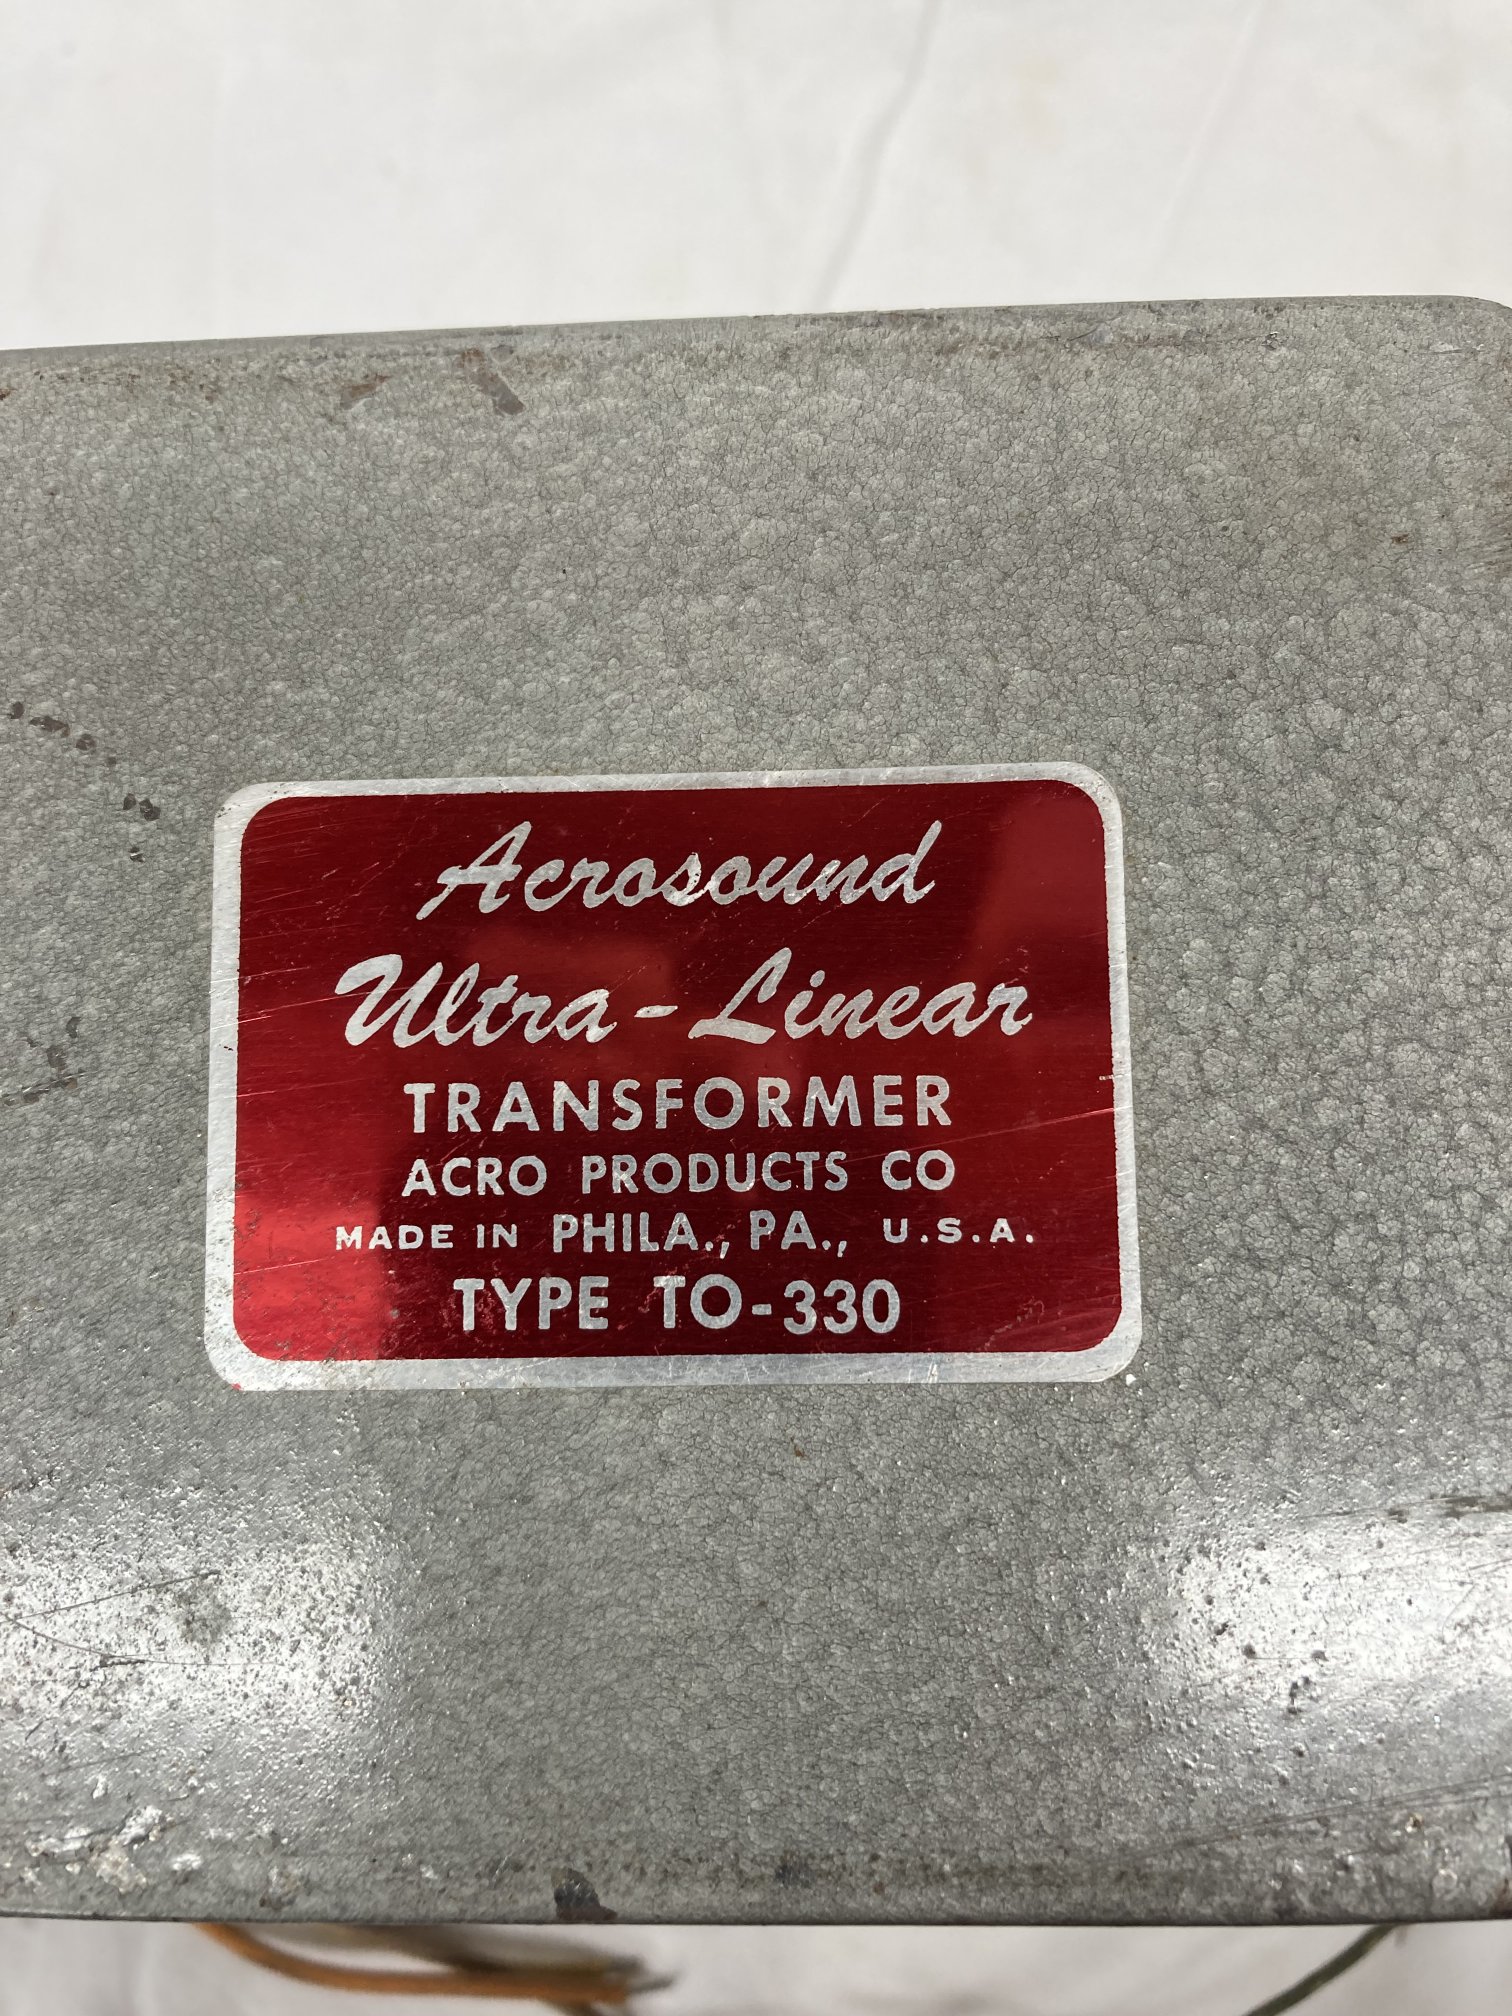 Acrosound
Ultra-Linear
TRANSFORMER
ACRO PRODUCTS CO
MADE IN PHILA., PA., U.S.A.
TYPE TO-330